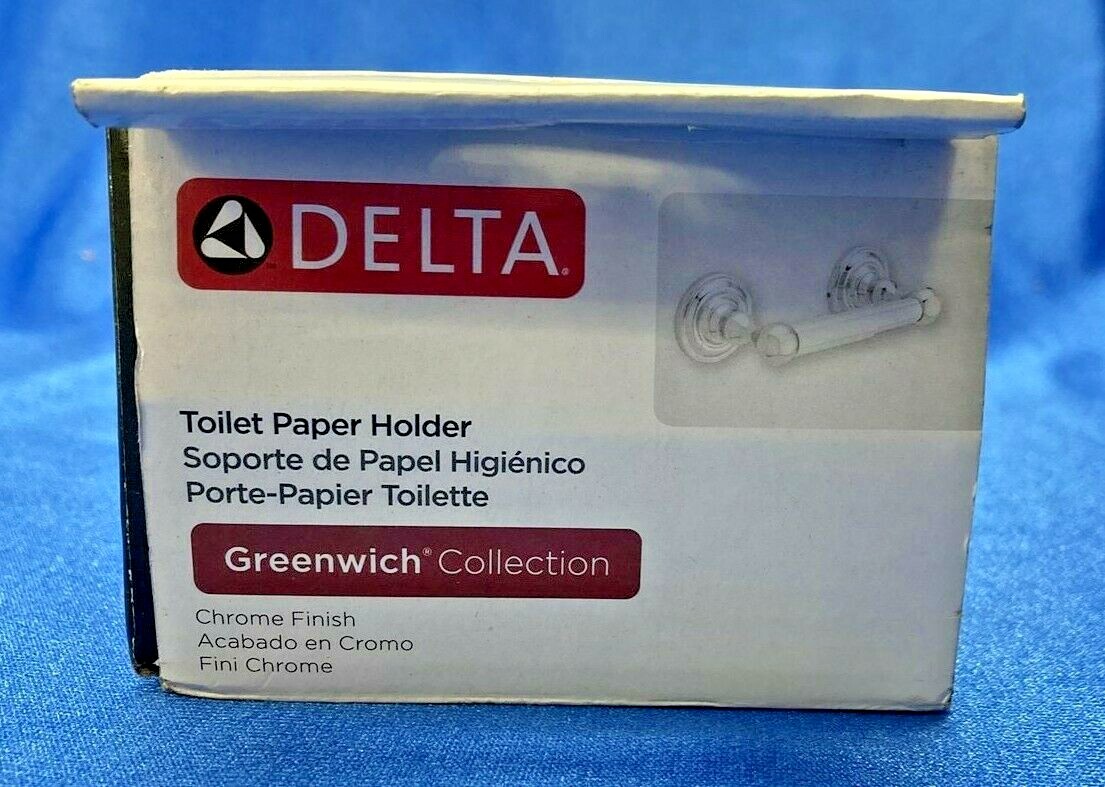 DELTA®
Toilet Paper Holder
Soporte de Papel Higiénico
Porte-Papier Toilette
Greenwich® Collection
Chrome Finish
Acabado en Cromo
Fini Chrome